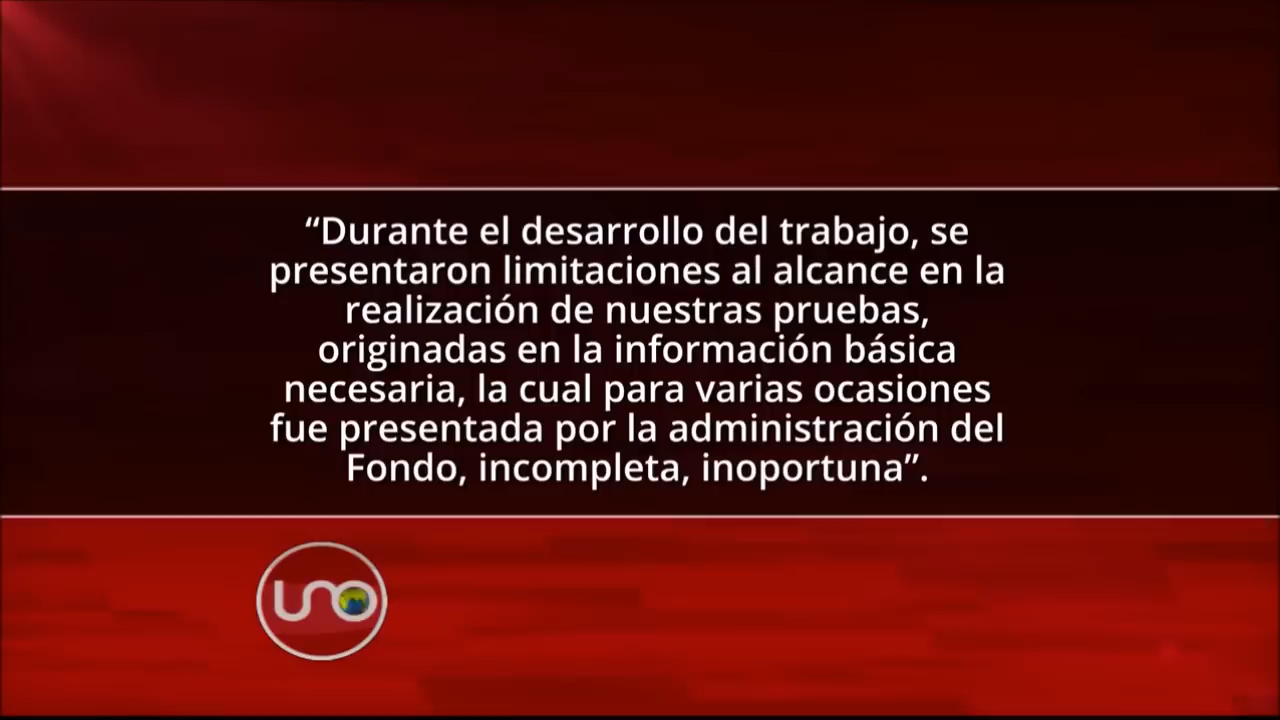 “Durante el desarrollo del trabajo, se
presentaron limitaciones al alcance en la
realización de nuestras pruebas,
originadas en la información básica
necesaria, la cual para varias ocasiones
fue presentada por la administración del
Fondo, incompleta, inoportuna”.
uno